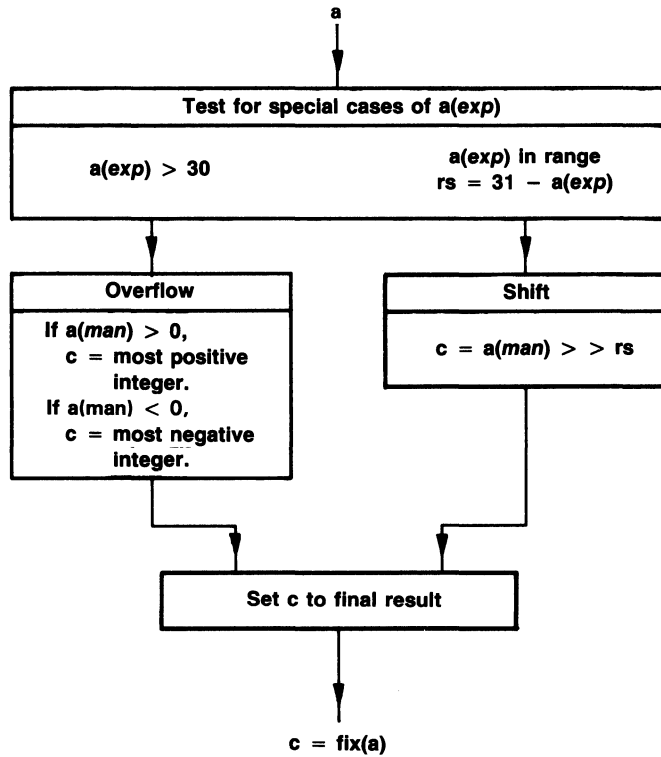 a
Test for special cases of a(exp)
a(exp) > 30
a(exp) in range
rs = 31 − a(exp)
Overflow
If a(man) > 0,
c = most positive
integer.
If a(man) < 0,
c = most negative
integer.
Shift
c = a(man) > > rs
Set c to final result
c = fix(a)